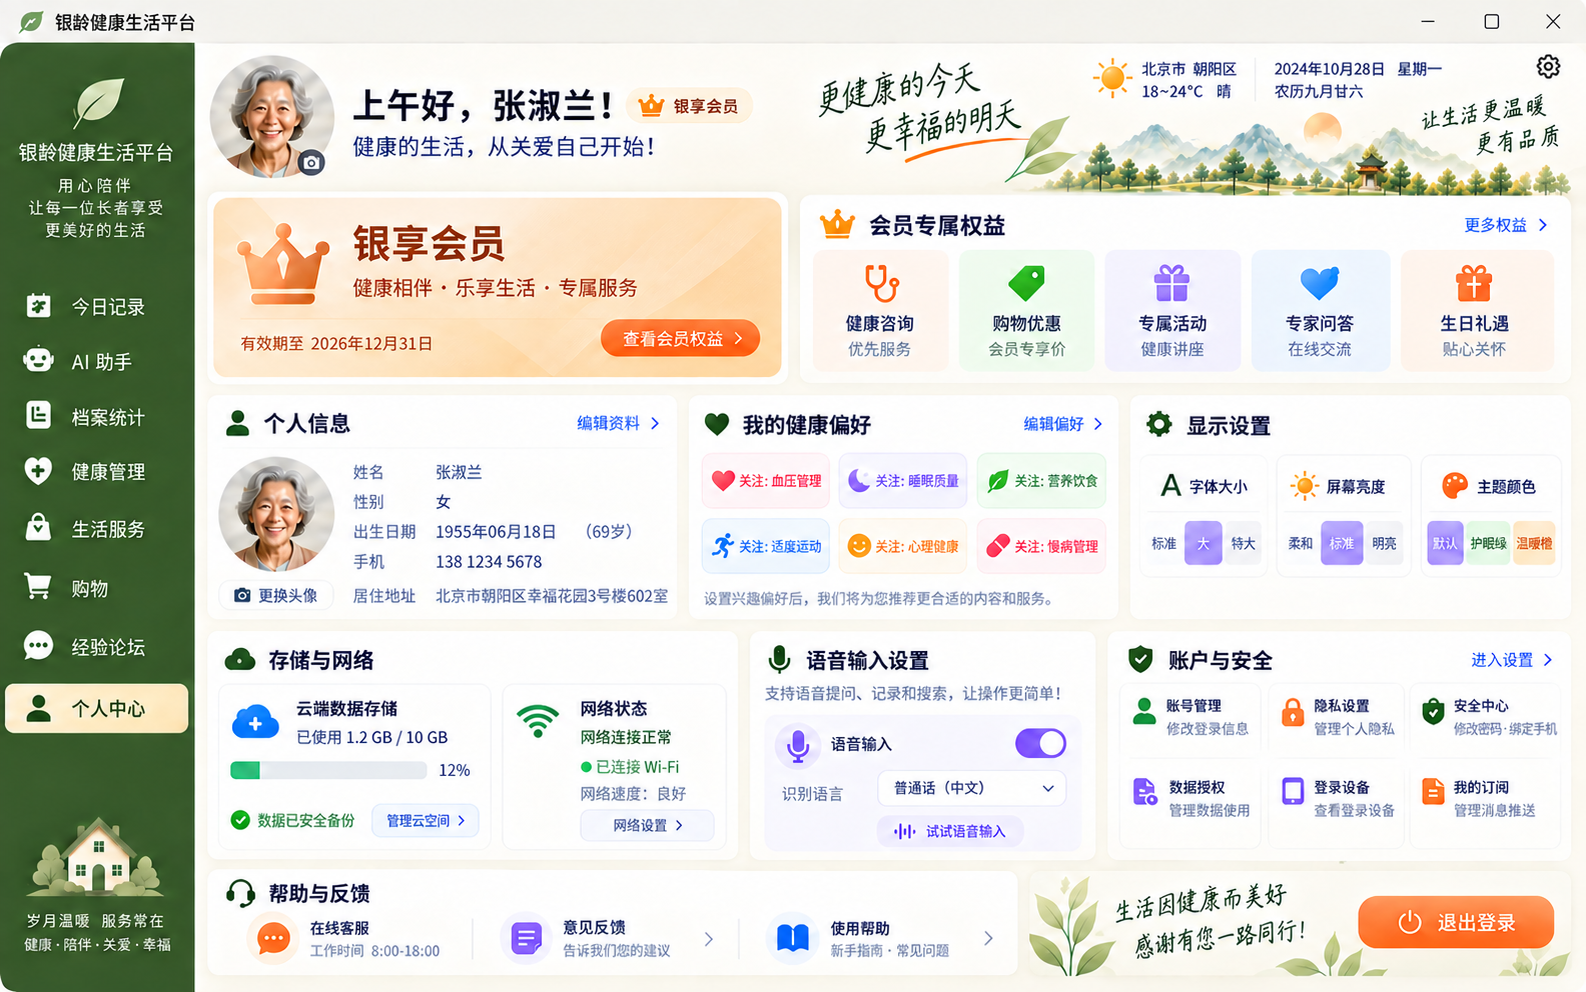 银龄健康生活平台
银龄健康生活平台
用心陪伴
让每一位长者享受
更美好的生活
今日记录
AI 助手
档案统计
健康管理
生活服务
购物
经验论坛
个人中心
岁月温暖 服务常在
健康·陪伴·关爱·幸福
上午好，张淑兰！
银享会员
健康的生活，从关爱自己开始！
更健康的今天
更幸福的明天
北京市 朝阳区
18~24°C 晴
2024年10月28日 星期一
农历九月廿六
让生活更温暖
更有品质
银享会员
健康相伴 · 乐享生活 · 专属服务
有效期至 2026年12月31日
查看会员权益
会员专属权益
更多权益
健康咨询
优先服务
购物优惠
会员专享价
专属活动
健康讲座
专家问答
在线交流
生日礼遇
贴心关怀
个人信息
编辑资料
更换头像
姓名 张淑兰
性别 女
出生日期 1955年06月18日 （69岁）
手机 138 1234 5678
居住地址 北京市朝阳区幸福花园3号楼602室
我的健康偏好
编辑偏好
关注: 血压管理
关注: 睡眠质量
关注: 营养饮食
关注: 适度运动
关注: 心理健康
关注: 慢病管理
设置兴趣偏好后，我们将为您推荐更合适的内容和服务。
显示设置
A 字体大小
标准 大 特大
屏幕亮度
柔和 标准 明亮
主题颜色
默认 护眼绿 温暖橙
存储与网络
云端数据存储
已使用 1.2 GB / 10 GB
12%
数据已安全备份
管理云空间
网络状态
网络连接正常
已连接 Wi-Fi
网络速度：良好
网络设置
语音输入设置
支持语音提问、记录和搜索，让操作更简单！
语音输入
识别语言
普通话（中文）
试试语音输入
账户与安全
进入设置
账号管理
修改登录信息
隐私设置
管理个人隐私
安全中心
修改密码·绑定手机
数据授权
管理数据使用
登录设备
查看登录设备
我的订阅
管理消息推送
帮助与反馈
在线客服
工作时间 8:00-18:00
意见反馈
告诉我们您的建议
使用帮助
新手指南 · 常见问题
生活因健康而美好
感谢有您一路同行！
退出登录